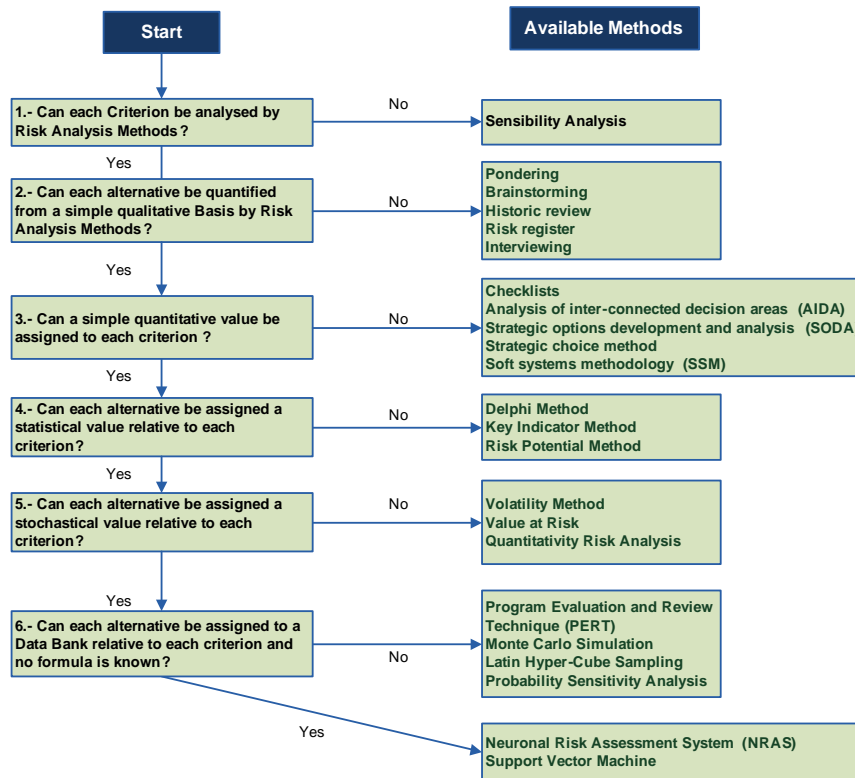 Start
Available Methods
1.- Can each Criterion be analysed by
Risk Analysis Methods?
No
Sensibility Analysis
Yes
2.- Can each alternative be quantified
from a simple qualitative Basis by Risk
Analysis Methods?
No
Pondering
Brainstorming
Historic review
Risk register
Interviewing
Yes
3.- Can a simple quantitative value be
assigned to each criterion ?
No
Checklists
Analysis of inter-connected decision areas (AIDA)
Strategic options development and analysis (SODA
Strategic choice method
Soft systems methodology (SSM)
Yes
4.- Can each alternative be assigned a
statistical value relative to each
criterion?
No
Delphi Method
Key Indicator Method
Risk Potential Method
Yes
5.- Can each alternative be assigned a
stochastical value relative to each
criterion?
No
Volatility Method
Value at Risk
Quantitativity Risk Analysis
Yes
6.- Can each alternative be assigned to a
Data Bank relative to each criterion and
no formula is known?
No
Program Evaluation and Review
Technique (PERT)
Monte Carlo Simulation
Latin Hyper-Cube Sampling
Probability Sensitivity Analysis
Yes
Neuronal Risk Assessment System (NRAS)
Support Vector Machine